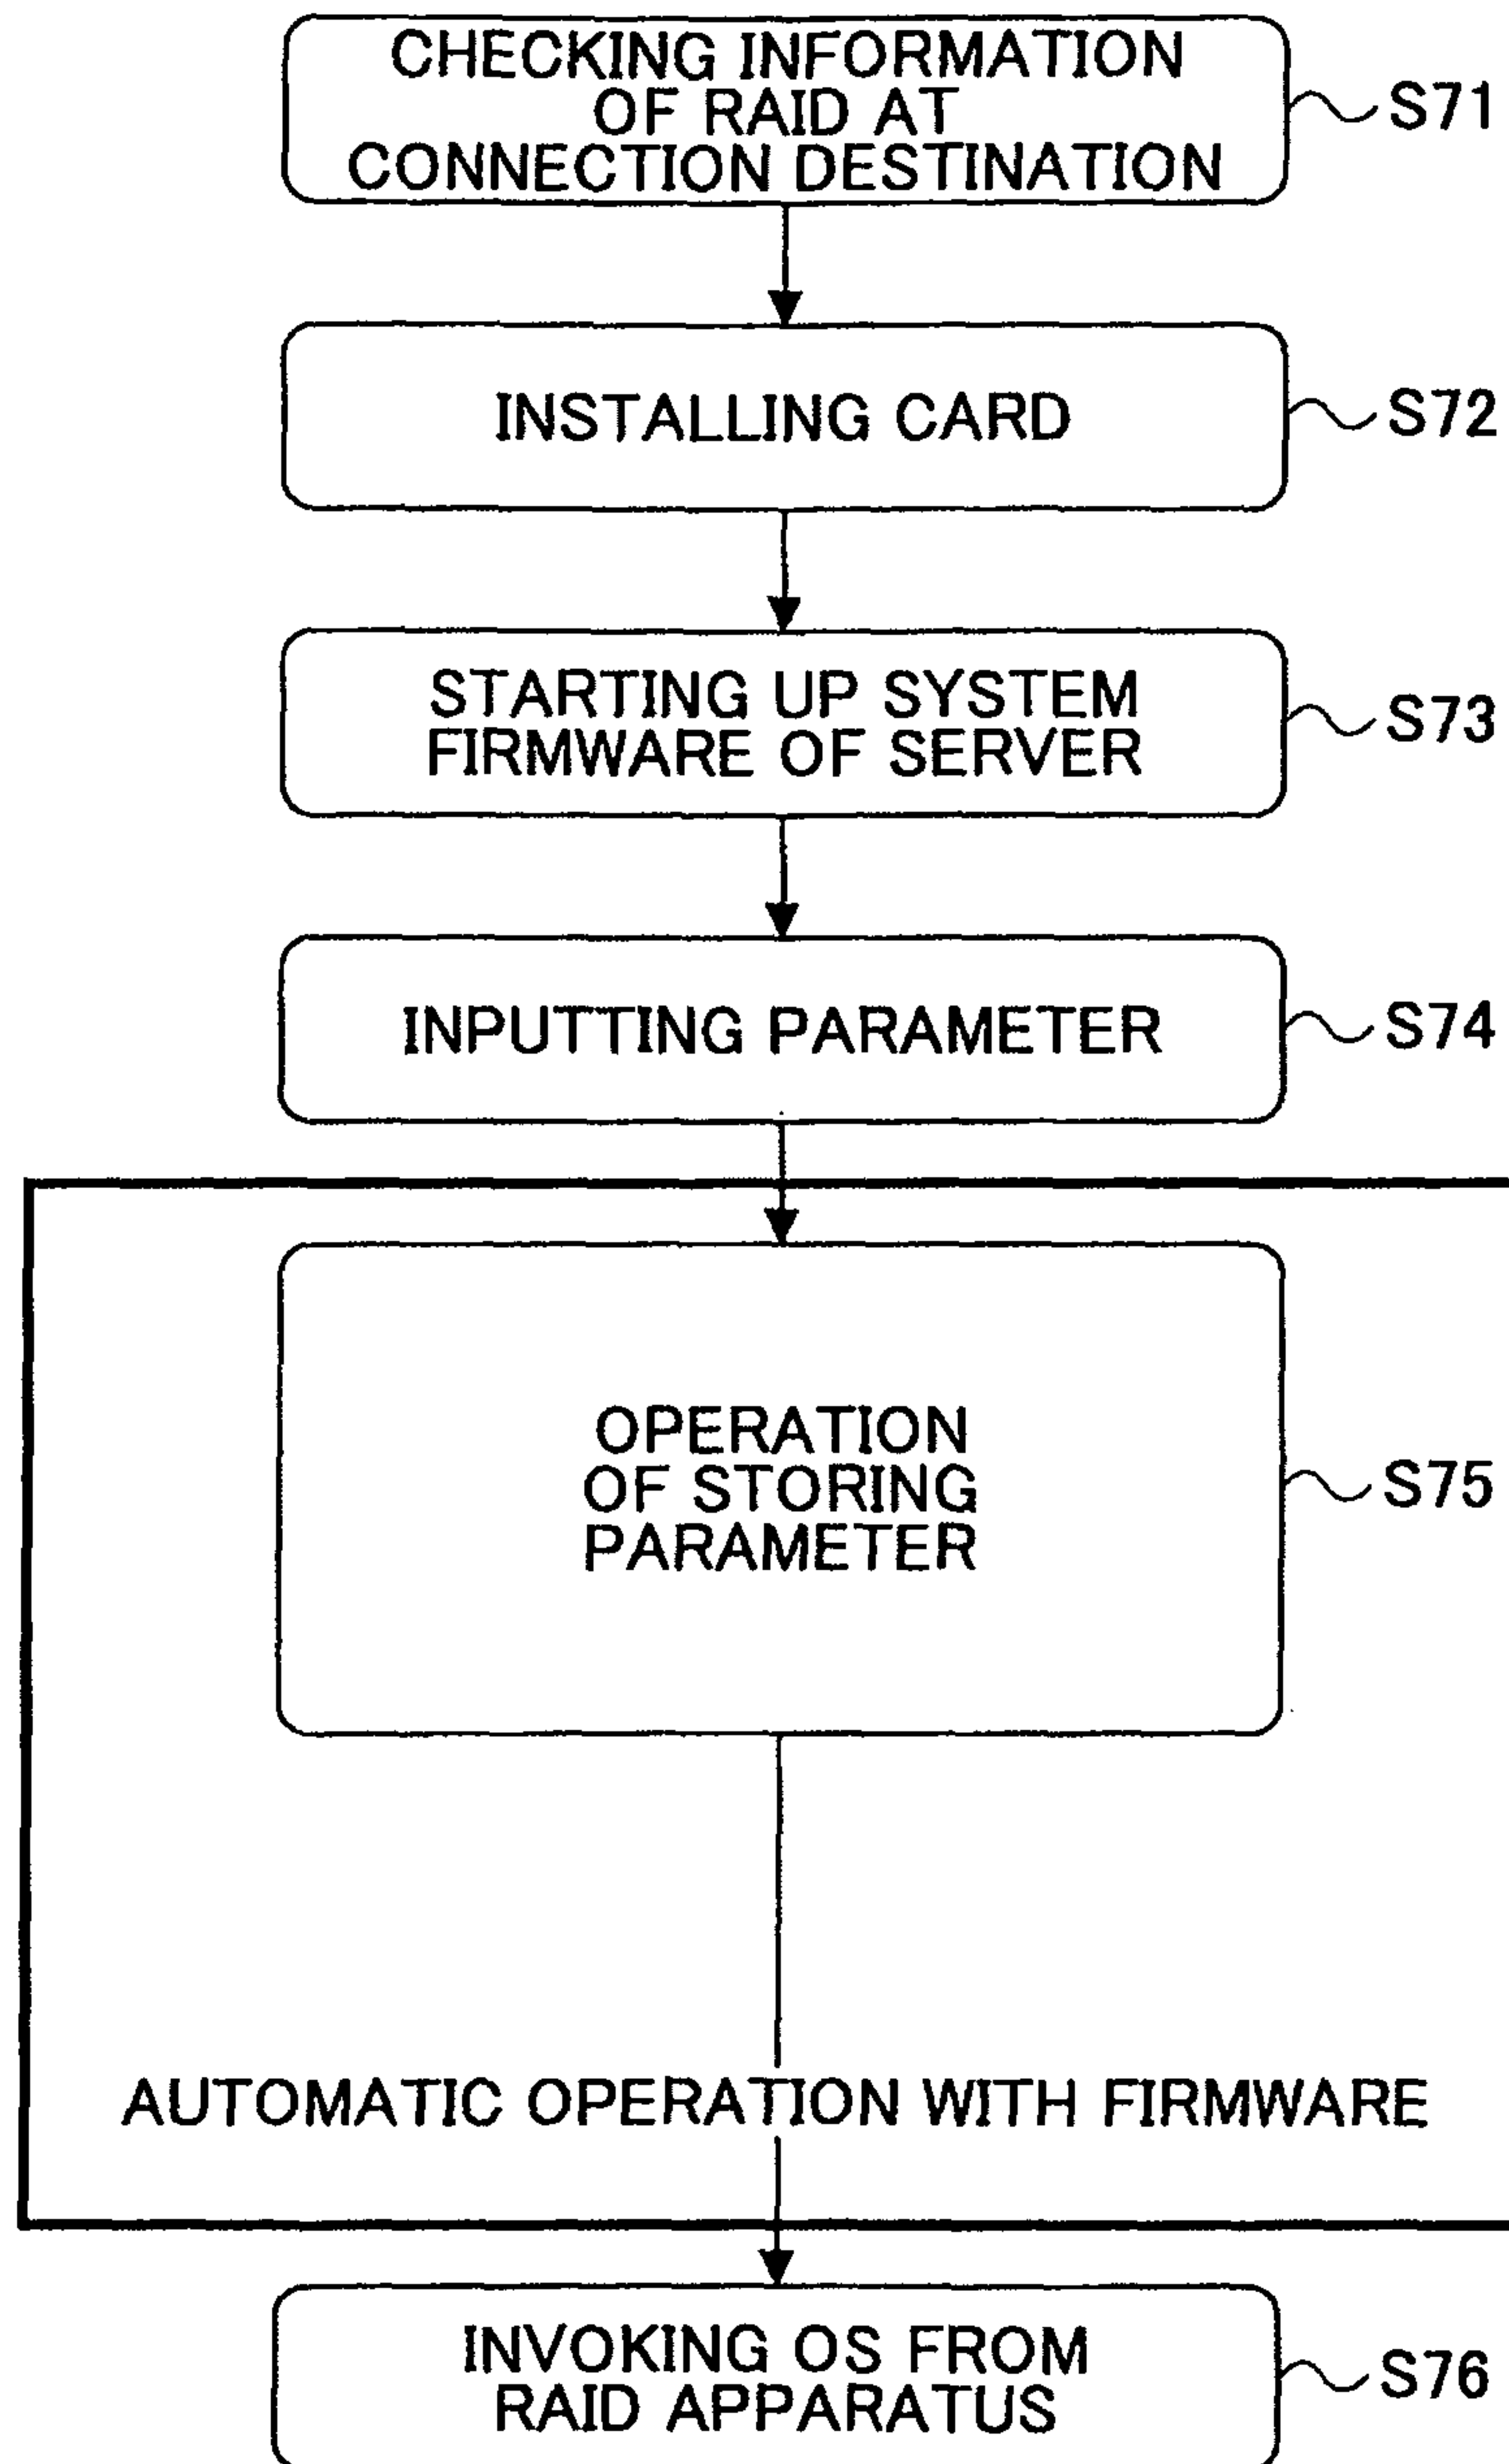 CHECKING INFORMATION
OF RAID AT
CONNECTION DESTINATION
S71
INSTALLING CARD
S72
STARTING UP SYSTEM
FIRMWARE OF SERVER
S73
INPUTTING PARAMETER
S74
OPERATION
OF STORING
PARAMETER
S75
AUTOMATIC OPERATION WITH FIRMWARE
INVOKING OS FROM
RAID APPARATUS
S76